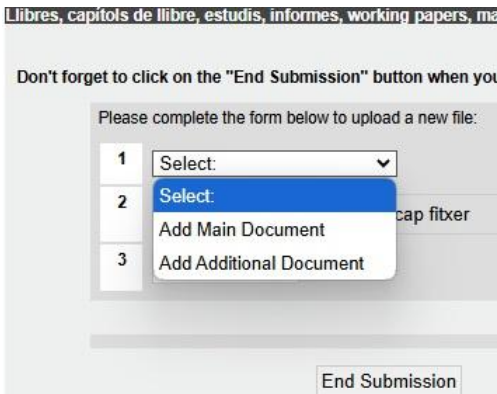 Llibres, capítols de llibre, estudis, informes, working papers,
Don't forget to click on the "End Submission" button when
Please complete the form below to upload a new file:
1 Select:
Select:
2 cap fitxer
Add Main Document
3 Add Additional Document
End Submission